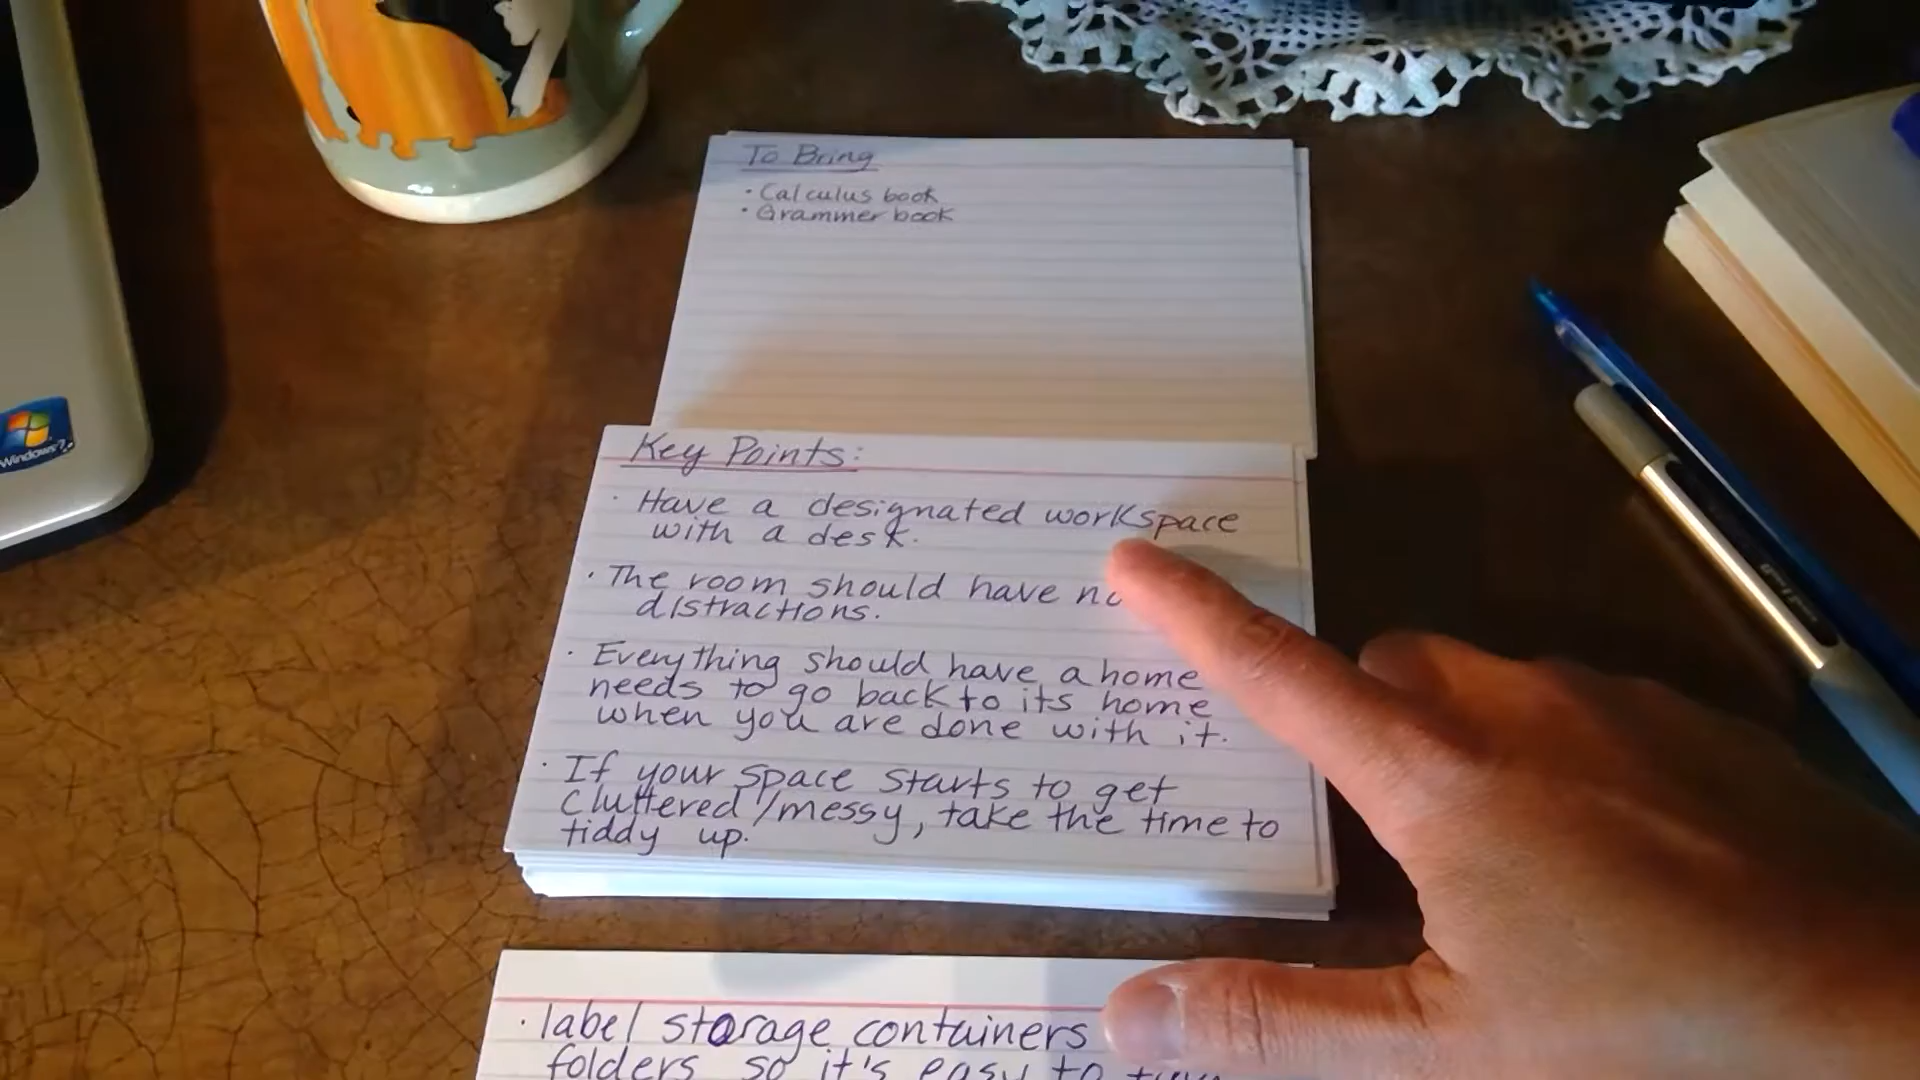 To Bring
• Calculus book
• Grammer book
Key Points:
• Have a designated workspace
with a desk.
• The room should have
distractions.
• Everything should have a home
needs to go back to its home
when you are done with it.
• If your space starts to get
cluttered/messy, take the time to
tiddy up.
• label storage containers
folders so it's easy to
Windows 7